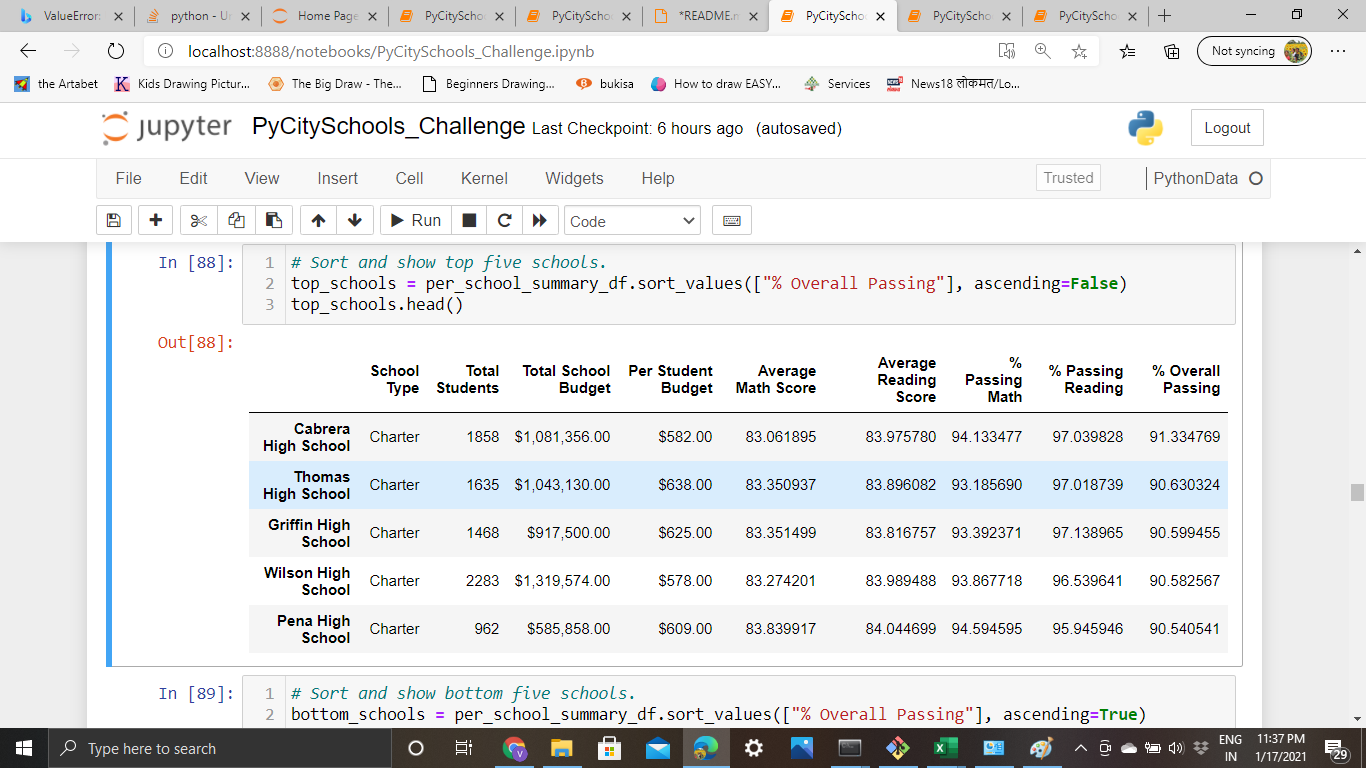 ValueError: python - Un Home Page PyCitySchoo PyCitySchoo *README.m PyCityScho PyCityScho PyCityScho
localhost:8888/notebooks/PyCitySchools_Challenge.ipynb Not syncing
the Artabet Kids Drawing Pictur... The Big Draw - The... Beginners Drawing... bukisa How to draw EASY... Services News18 लोकमत/Lo...
jupyter PyCitySchools_Challenge Last Checkpoint: 6 hours ago (autosaved) Logout
File Edit View Insert Cell Kernel Widgets Help Trusted PythonData
Run Code
In [88]: 1 # Sort and show top five schools.
2 top_schools = per_school_summary_df.sort_values(["% Overall Passing"], ascending=False)
3 top_schools.head()
Out[88]:
School Type Total Students Total School Budget Per Student Budget Average Math Score Average Reading Score % Passing Math % Passing Reading % Overall Passing
Cabrera High School Charter 1858 $1,081,356.00 $582.00 83.061895 83.975780 94.133477 97.039828 91.334769
Thomas High School Charter 1635 $1,043,130.00 $638.00 83.350937 83.896082 93.185690 97.018739 90.630324
Griffin High School Charter 1468 $917,500.00 $625.00 83.351499 83.816757 93.392371 97.138965 90.599455
Wilson High School Charter 2283 $1,319,574.00 $578.00 83.274201 83.989488 93.867718 96.539641 90.582567
Pena High School Charter 962 $585,858.00 $609.00 83.839917 84.044699 94.594595 95.945946 90.540541
In [89]: 1 # Sort and show bottom five schools.
2 bottom_schools = per_school_summary_df.sort_values(["% Overall Passing"], ascending=True)
Type here to search ENG 11:37 PM
IN 1/17/2021 29